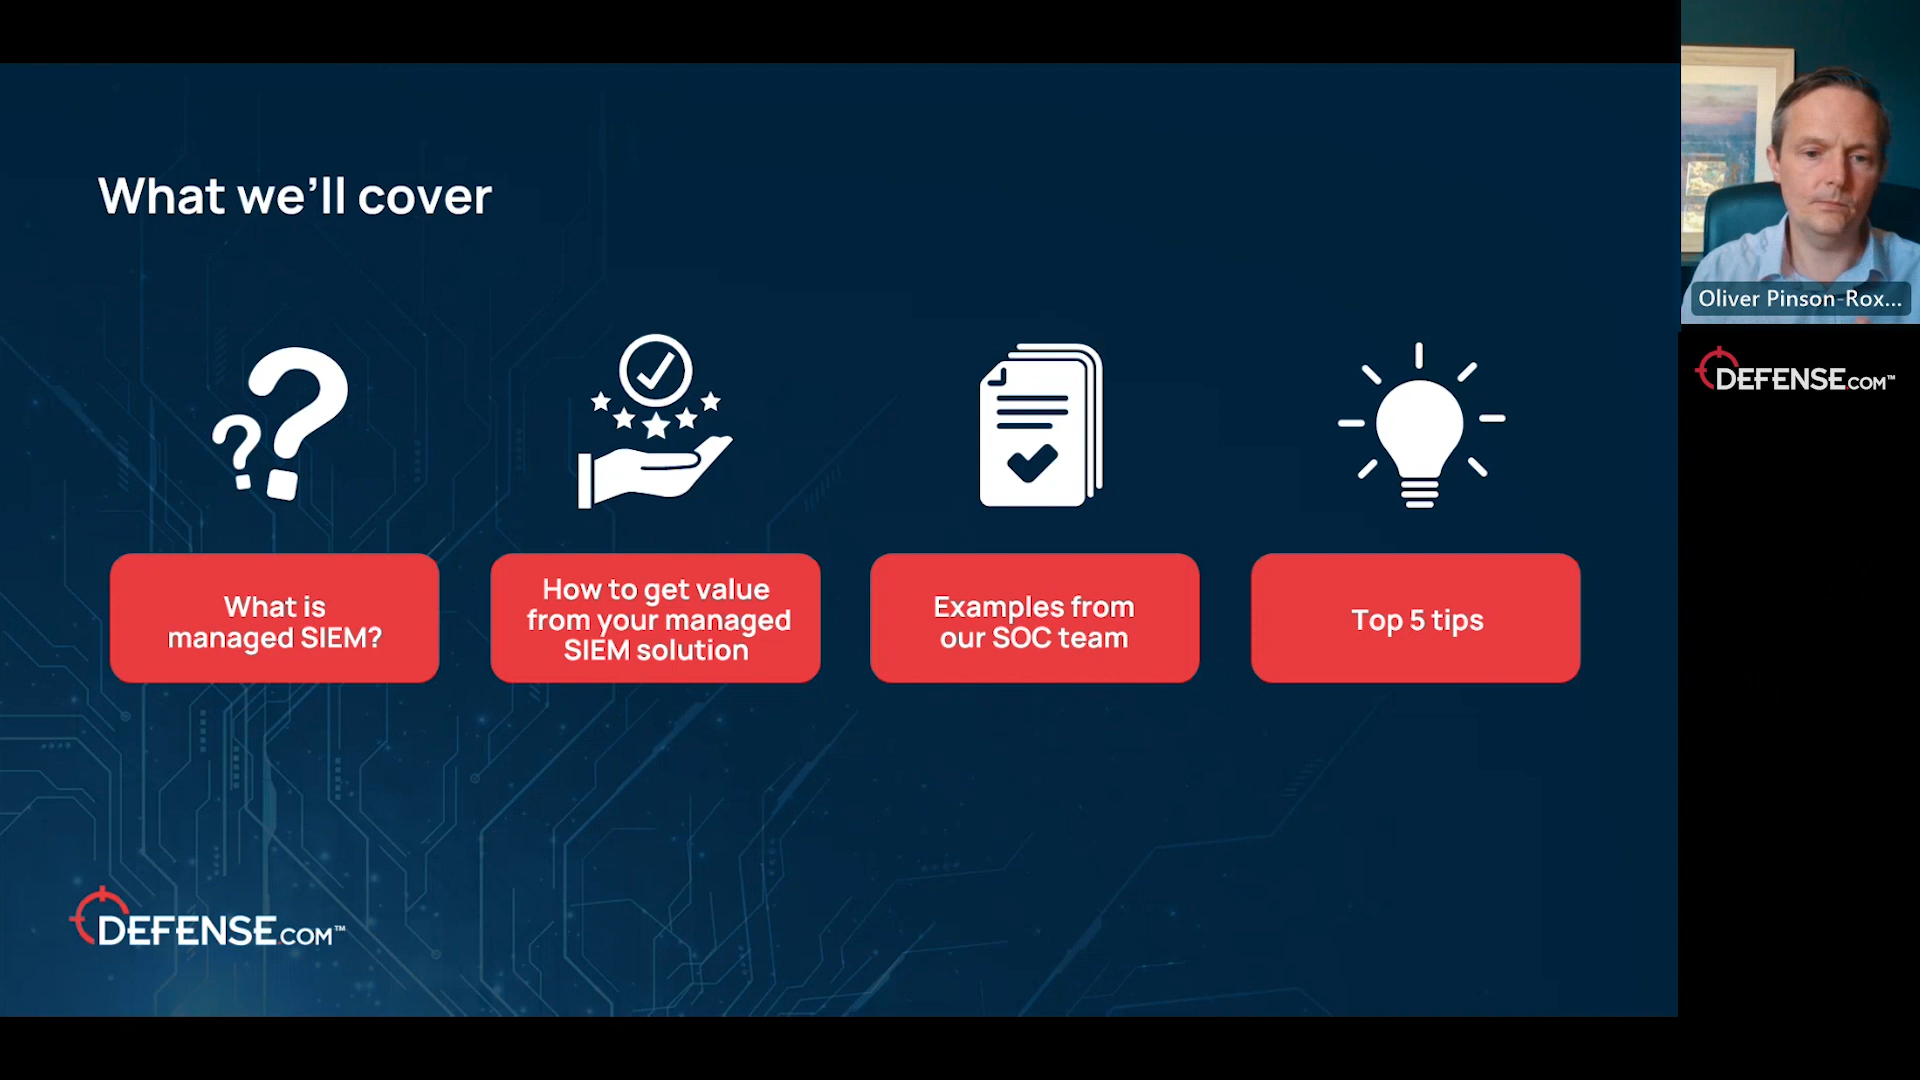 What we'll cover
What is
managed SIEM?
How to get value
from your managed
SIEM solution
Examples from
our SOC team
Top 5 tips
DEFENSE.COM™
Oliver Pinson-Rox...
DEFENSE.COM™